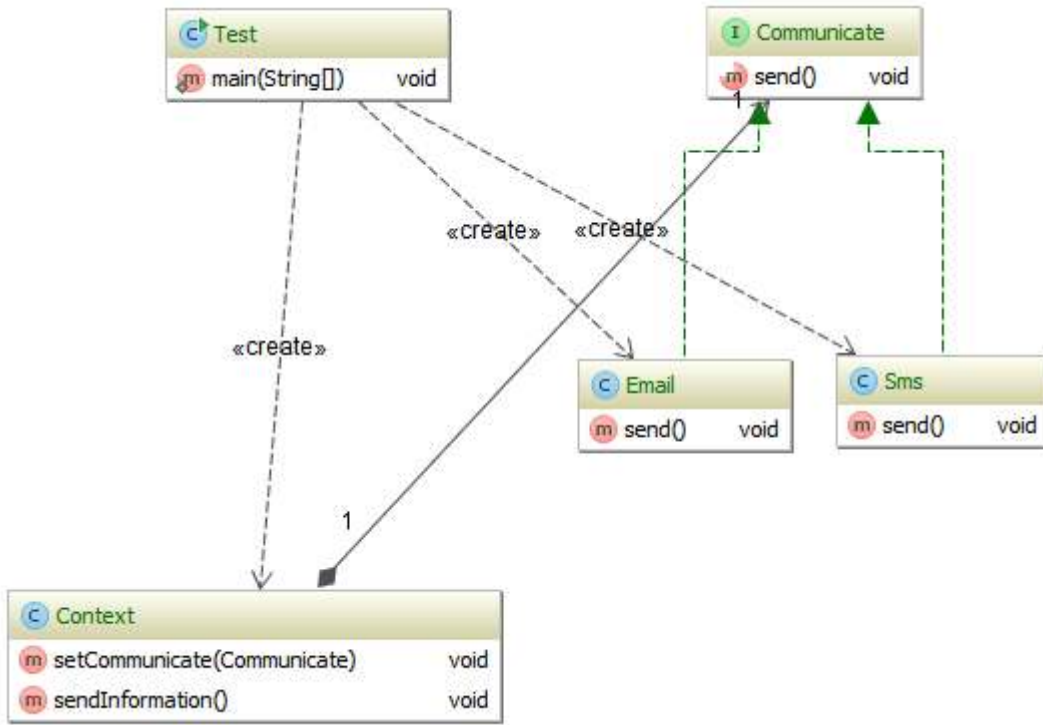 Test
main(String[]) void
Communicate
send() void
1
«create» «create»
«create»
Email
send() void
Sms
send() void
1
Context
setCommunicate(Communicate) void
sendInformation() void